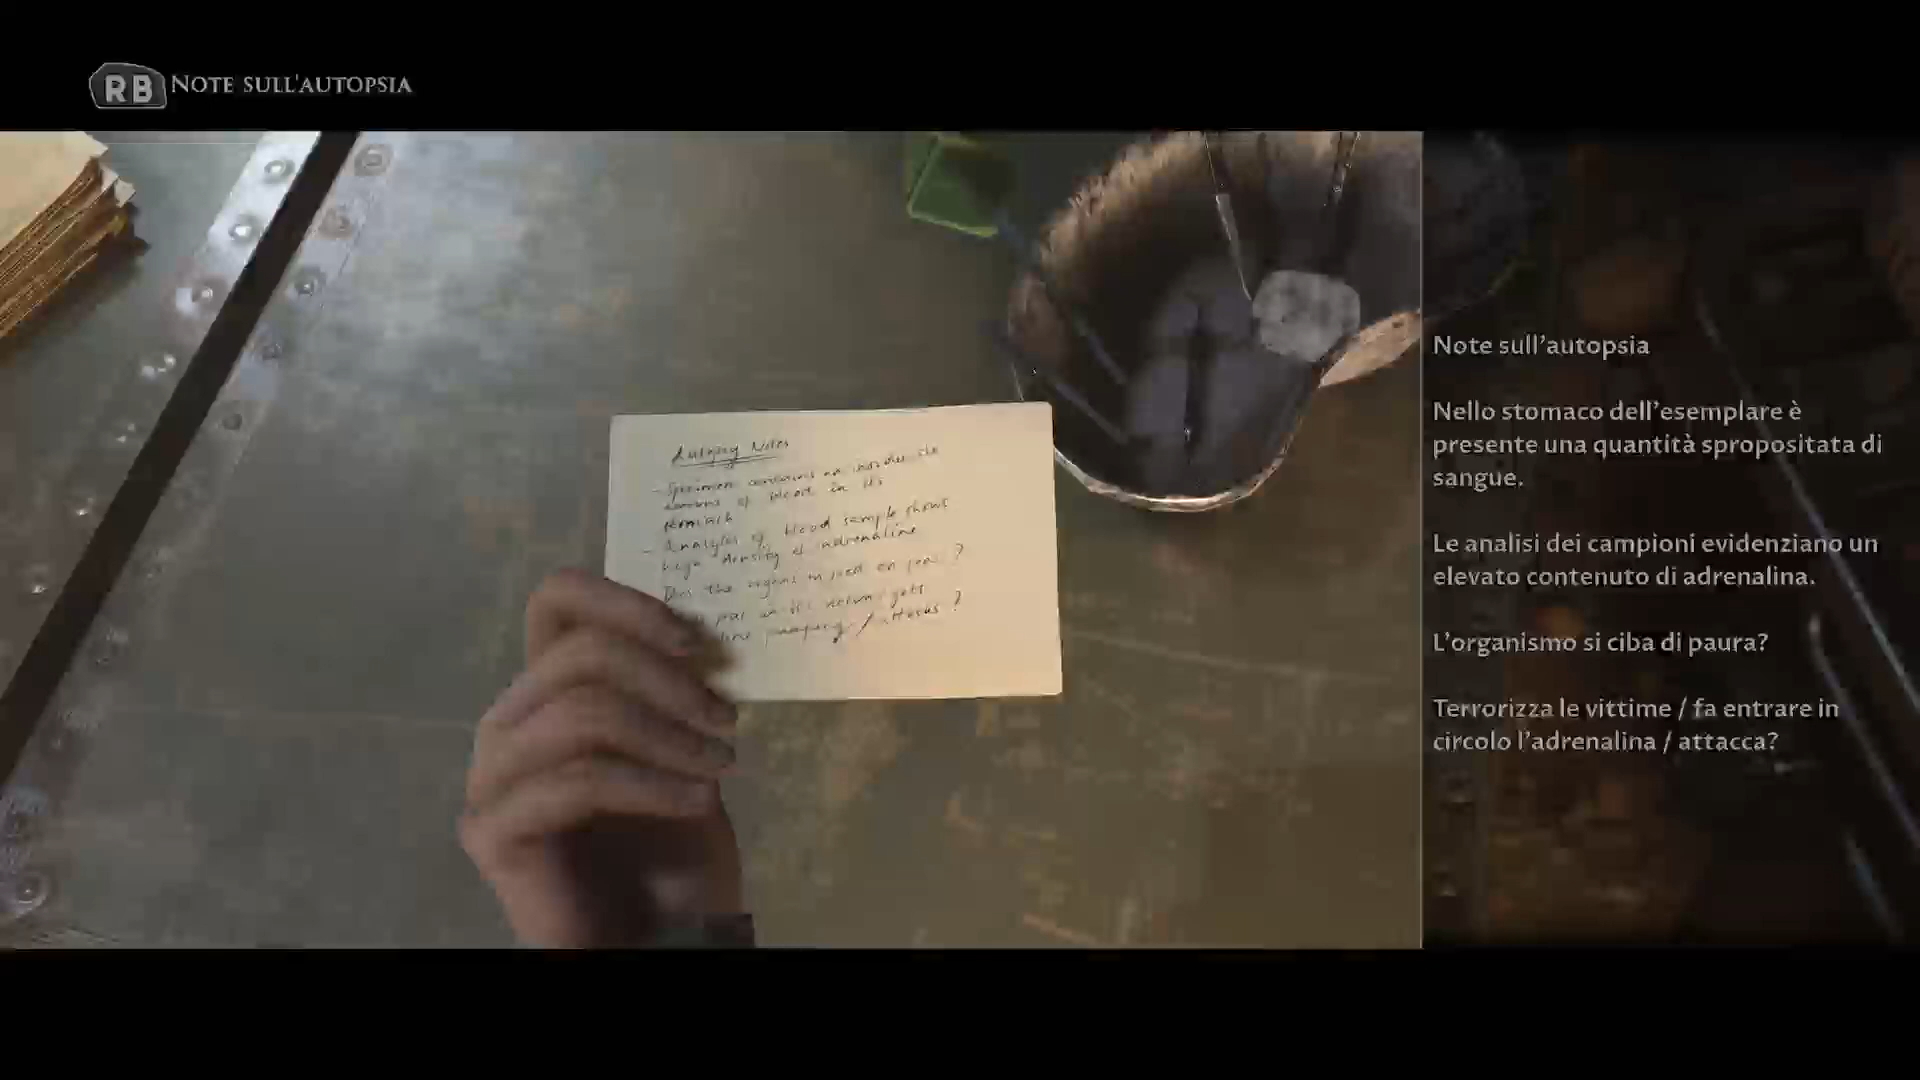 RB NOTE SULL'AUTOPSIA
Autopsy Notes
- Specimen contains an inordinate
amount of blood in its
stomach
- Analysis of blood sample shows
high density of adrenaline
Does the organism feed on fear?
pumping / attacks?
Note sull'autopsia
Nello stomaco dell'esemplare è
presente una quantità spropositata di
sangue.
Le analisi dei campioni evidenziano un
elevato contenuto di adrenalina.
L'organismo si ciba di paura?
Terrorizza le vittime / fa entrare in
circolo l'adrenalina / attacca?